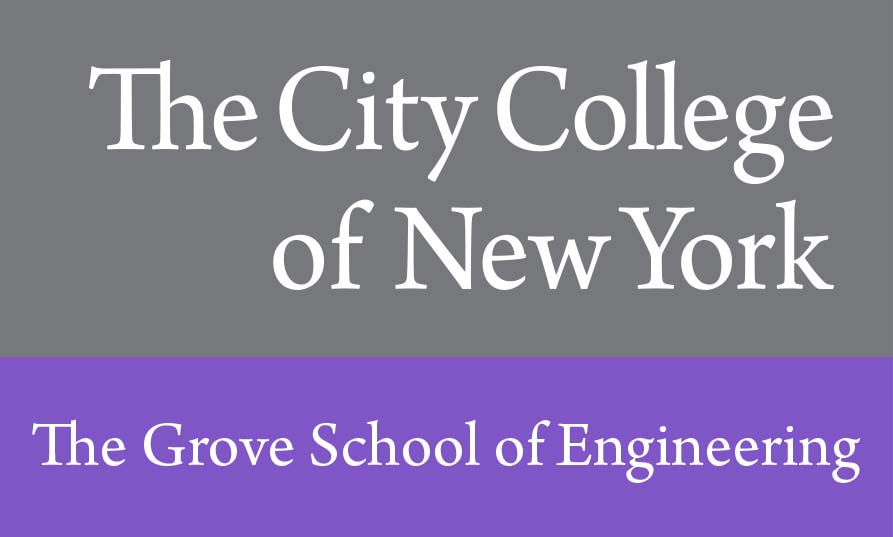 The City College
of New York
The Grove School of Engineering